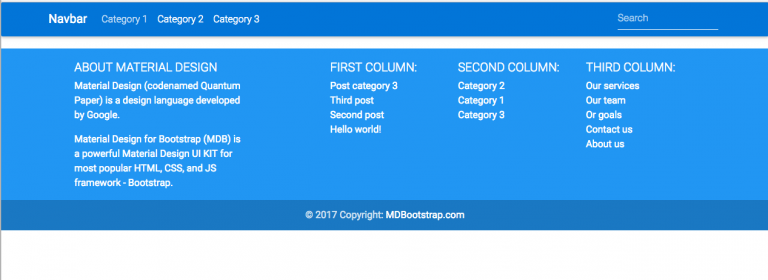 Navbar Category 1 Category 2 Category 3 Search
ABOUT MATERIAL DESIGN
Material Design (codenamed Quantum
Paper) is a design language developed
by Google.
Material Design for Bootstrap (MDB) is
a powerful Material Design UI KIT for
most popular HTML, CSS, and JS
framework - Bootstrap.
FIRST COLUMN:
Post category 3
Third post
Second post
Hello world!
SECOND COLUMN:
Category 2
Category 1
Category 3
THIRD COLUMN:
Our services
Our team
Or goals
Contact us
About us
© 2017 Copyright: MDBootstrap.com